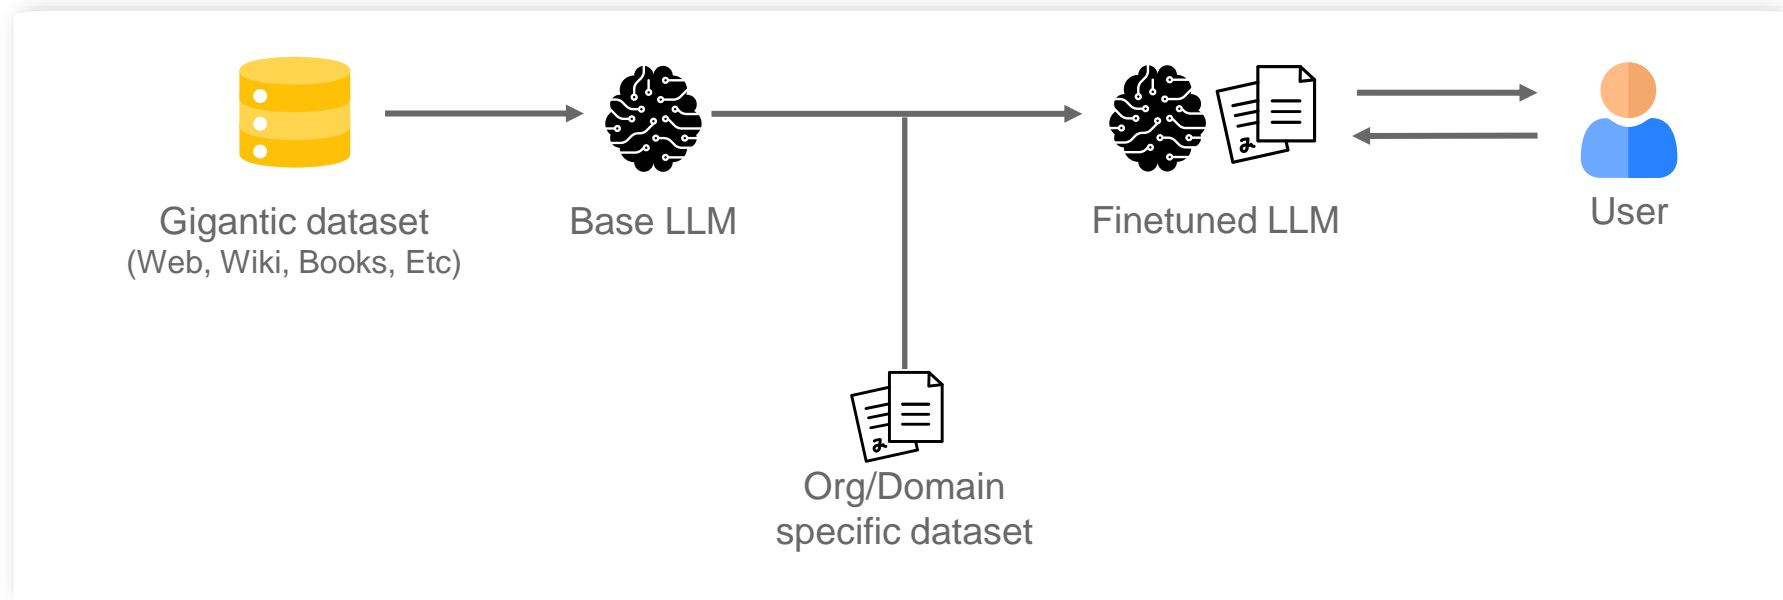 Gigantic dataset
(Web, Wiki, Books, Etc)
Base LLM
Finetuned LLM
User
Org/Domain
specific dataset